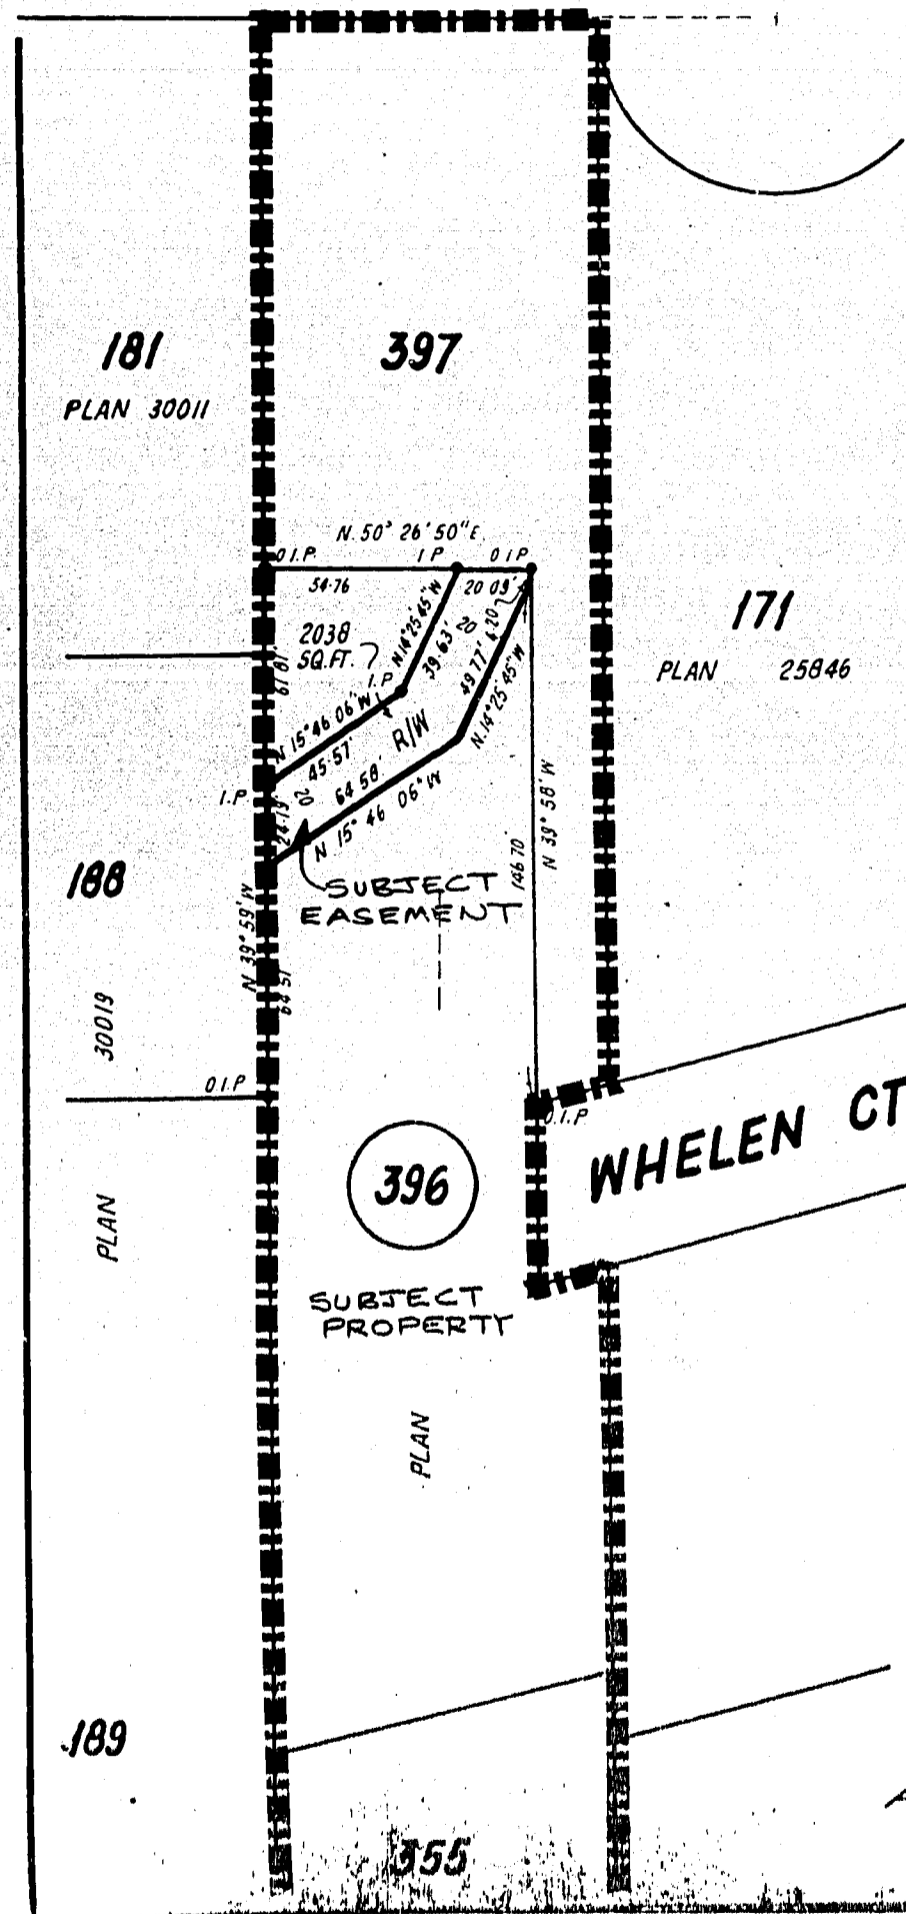 181
PLAN 30011
397
N. 50° 26' 50" E.
O.I.P.
I P
O I P
54.76
20 09'
171
PLAN 25846
2038
SQ.FT.
I.P
N.14° 25' 45" W
39.63'
20
6.20
49.77'
N.14° 25' 45" W
61.87'
N 15° 46 06" W
45.57'
R/W
64.58'
N 15° 46 06" W
I.P.
24.19'
20
188
SUBJECT
EASEMENT
146 70
N 39° 58' W
N 39° 59' W
64 51
30019
O.I.P
O.I.P
WHELEN CT
396
PLAN
SUBJECT
PROPERTY
PLAN
189
355